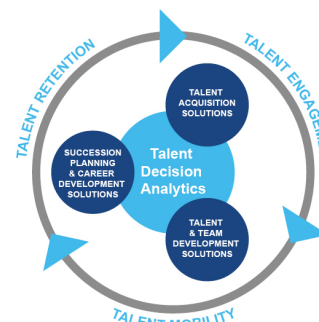 TALENT RETENTION
TALENT
TALENT
ACQUISITION
SOLUTIONS
SUCCESSION
PLANNING
& CAREER
DEVELOPMENT
SOLUTIONS
Talent
Decision
Analytics
TALENT
& TEAM
DEVELOPMENT
SOLUTIONS
TALENT MOBILITY